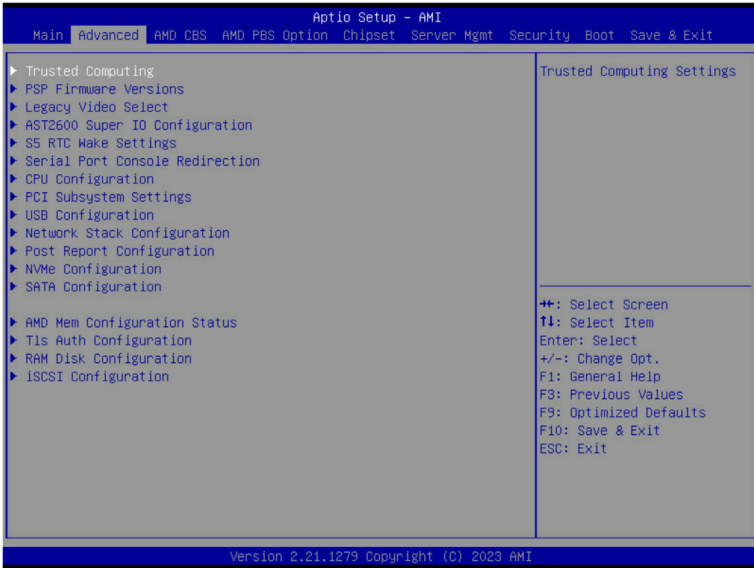 Aptio Setup – AMI
Main Advanced AMD CBS AMD PBS Option Chipset Server Mgmt Security Boot Save & Exit
▶ Trusted Computing
▶ PSP Firmware Versions
▶ Legacy Video Select
▶ AST2600 Super IO Configuration
▶ S5 RTC Wake Settings
▶ Serial Port Console Redirection
▶ CPU Configuration
▶ PCI Subsystem Settings
▶ USB Configuration
▶ Network Stack Configuration
▶ Post Report Configuration
▶ NVMe Configuration
▶ SATA Configuration
▶ AMD Mem Configuration Status
▶ Tls Auth Configuration
▶ RAM Disk Configuration
▶ iSCSI Configuration
Trusted Computing Settings
→←: Select Screen
↑↓: Select Item
Enter: Select
+/-: Change Opt.
F1: General Help
F3: Previous Values
F9: Optimized Defaults
F10: Save & Exit
ESC: Exit
Version 2.21.1279 Copyright (C) 2023 AMI